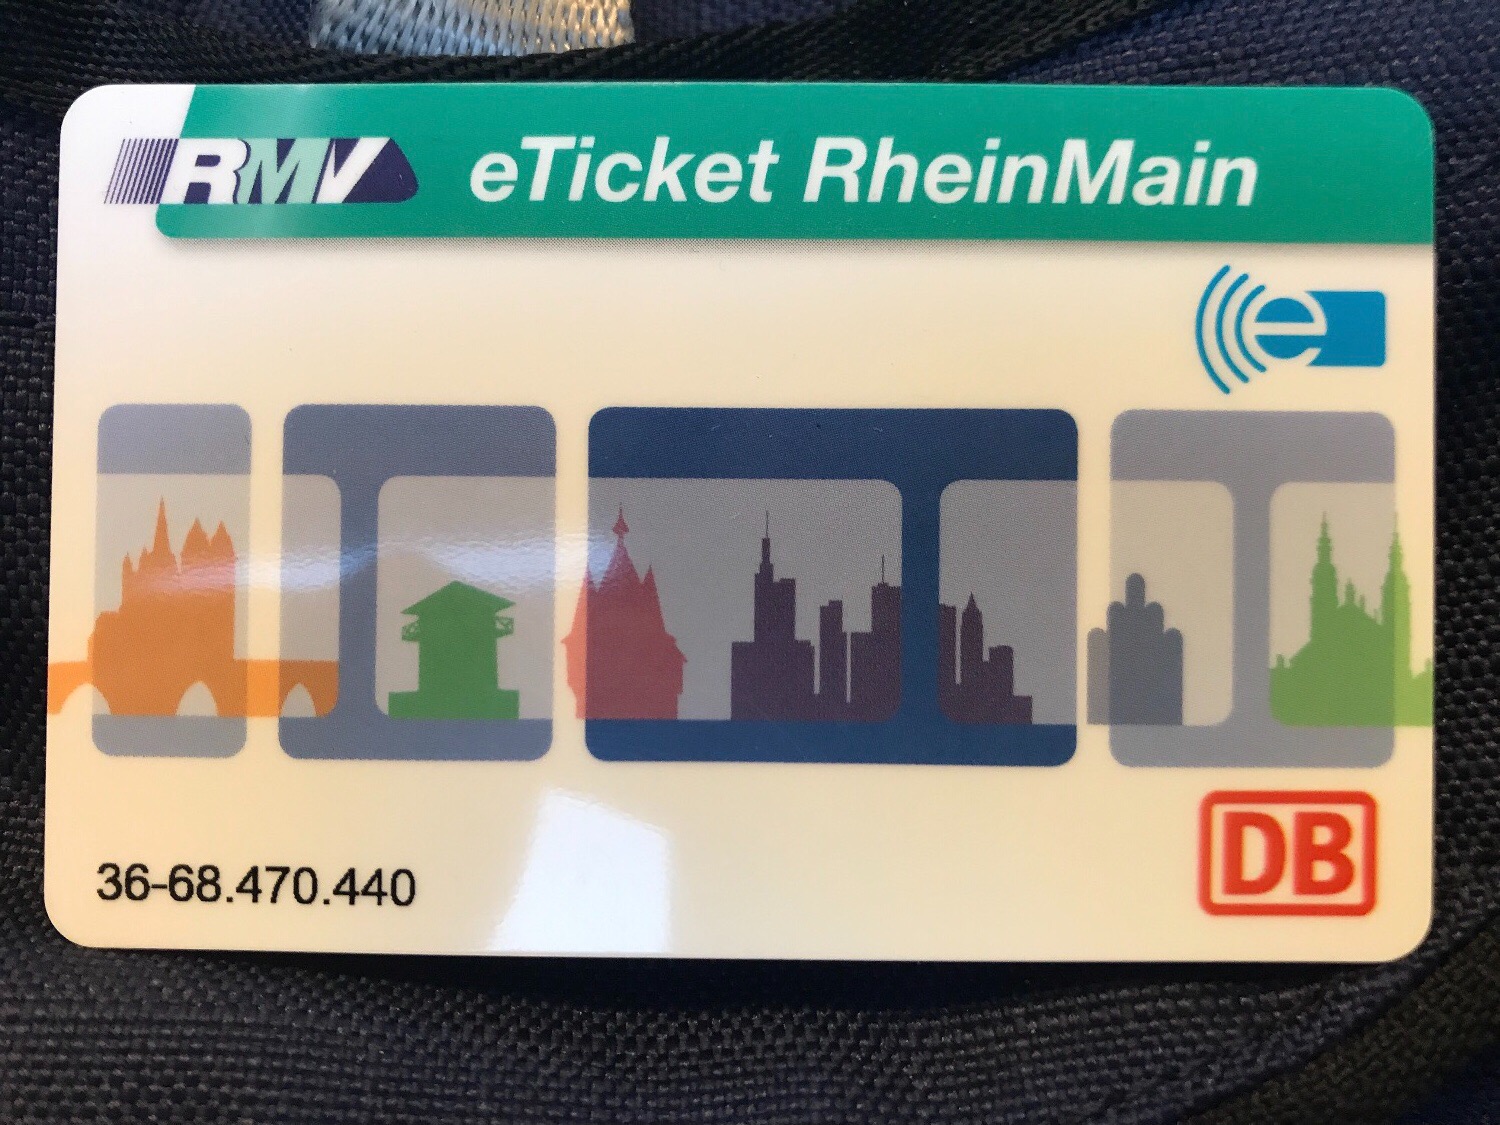 RMV eTicket RheinMain
e
DB
36-68.470.440